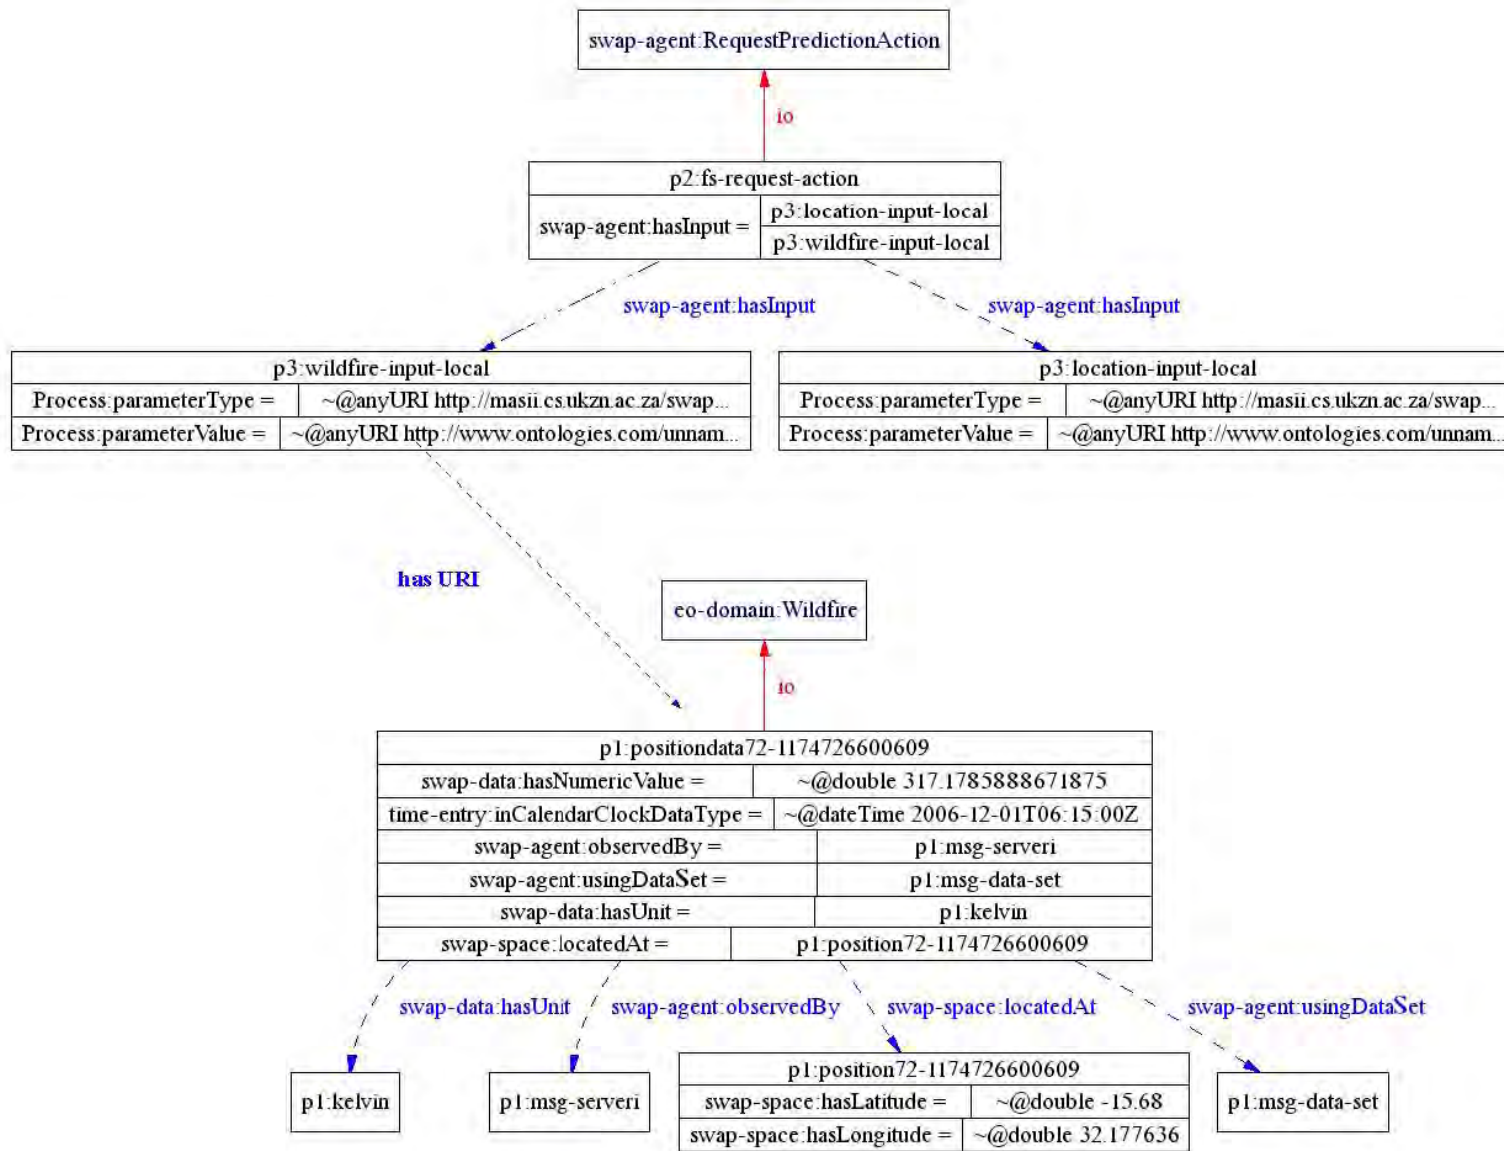 swap-agent:RequestPredictionAction
io
p2:fs-request-action
swap-agent:hasInput =
p3:location-input-local
p3:wildfire-input-local
swap-agent:hasInput
swap-agent:hasInput
p3:wildfire-input-local
Process:parameterType = ~@anyURI http://masii.cs.ukzn.ac.za/swap...
Process:parameterValue = ~@anyURI http://www.ontologies.com/unnam...
p3:location-input-local
Process:parameterType = ~@anyURI http://masii.cs.ukzn.ac.za/swap...
Process:parameterValue = ~@anyURI http://www.ontologies.com/unnam...
has URI
eo-domain:Wildfire
io
p1:positiondata72-1174726600609
swap-data:hasNumericValue = ~@double 317.1785888671875
time-entry:inCalendarClockDataType = ~@dateTime 2006-12-01T06:15:00Z
swap-agent:observedBy = p1:msg-serveri
swap-agent:usingDataSet = p1:msg-data-set
swap-data:hasUnit = p1:kelvin
swap-space:locatedAt = p1:position72-1174726600609
swap-data:hasUnit
swap-agent:observedBy
swap-space:locatedAt
swap-agent:usingDataSet
p1:kelvin
p1:msg-serveri
p1:position72-1174726600609
swap-space:hasLatitude = ~@double -15.68
swap-space:hasLongitude = ~@double 32.177636
p1:msg-data-set